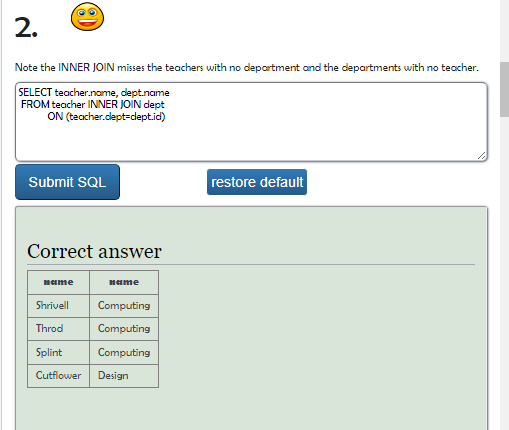 2.
Note the INNER JOIN misses the teachers with no department and the departments with no teacher.
SELECT teacher.name, dept.name
FROM teacher INNER JOIN dept
ON (teacher.dept=dept.id)
Submit SQL restore default
Correct answer
name name
Shrivell Computing
Throd Computing
Splint Computing
Cutflower Design